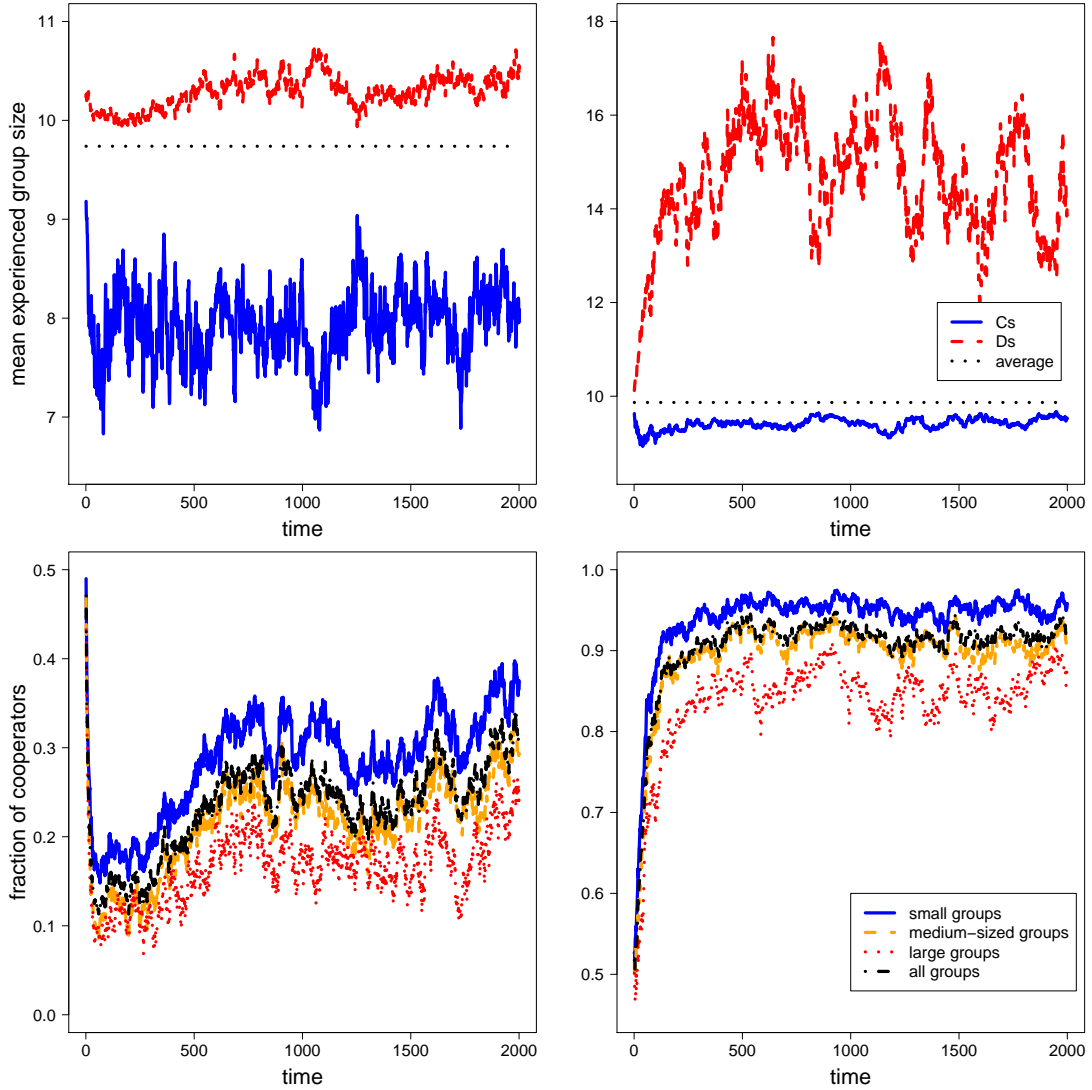 11
10
9
8
7
mean experienced group size
0 500 1000 1500 2000
time
18
16
14
12
10
Cs
Ds
average
0 500 1000 1500 2000
time
0.5
0.4
0.3
0.2
0.1
0.0
fraction of cooperators
0 500 1000 1500 2000
time
1.0
0.9
0.8
0.7
0.6
0.5
small groups
medium−sized groups
large groups
all groups
0 500 1000 1500 2000
time